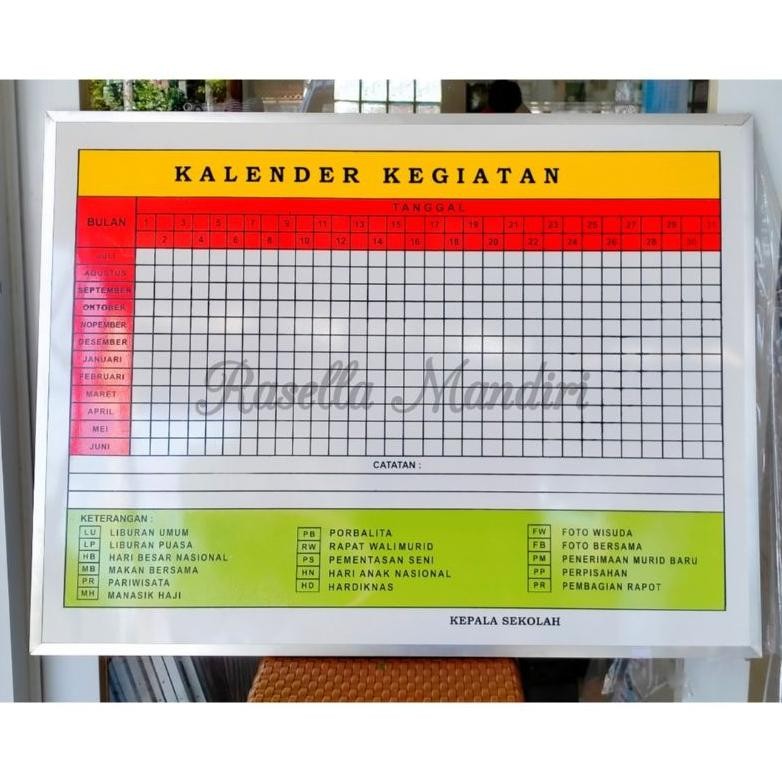 KALENDER KEGIATAN
TANGGAL
BULAN
1 3 5 7 9 11 13 15 17 19 21 23 25 27 29 31
2 4 6 8 10 12 14 16 18 20 22 24 26 28 30
JULI
AGUSTUS
SEPTEMBER
OKTOBER
NOPEMBER
DESEMBER
JANUARI
FEBRUARI
MARET
APRIL
MEI
JUNI
Rasella Mandiri
CATATAN :
KETERANGAN :
LU LIBURAN UMUM
LP LIBURAN PUASA
HB HARI BESAR NASIONAL
MB MAKAN BERSAMA
PR PARIWISATA
MH MANASIK HAJI
PB PORBALITA
RW RAPAT WALIMURID
PS PEMENTASAN SENI
HN HARI ANAK NASIONAL
HD HARDIKNAS
FW FOTO WISUDA
FB FOTO BERSAMA
PM PENERIMAAN MURID BARU
PP PERPISAHAN
PR PEMBAGIAN RAPOT
KEPALA SEKOLAH